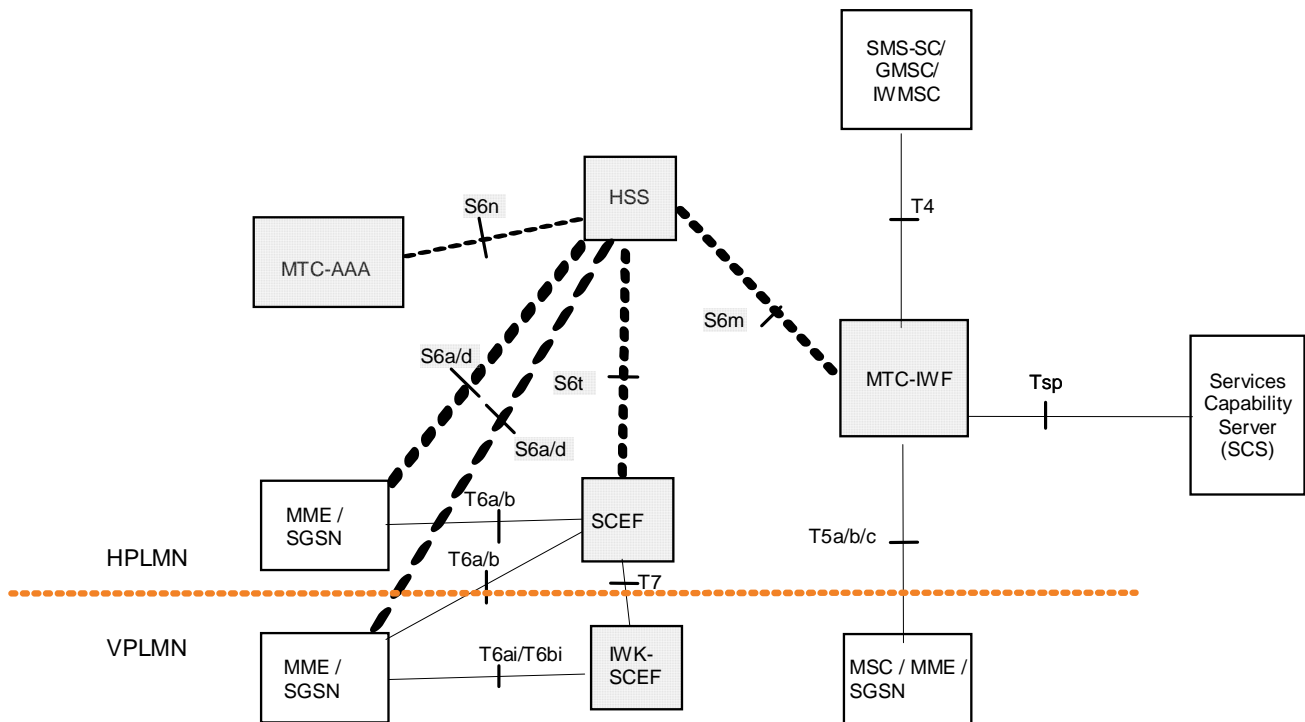 SMS-SC/
GMSC/
IWMSC
HSS
S6n
T4
MTC-AAA
S6m
S6a/d
S6t
MTC-IWF
Tsp
Services
Capability
Server
(SCS)
S6a/d
MME /
SGSN
T6a/b
SCEF
T5a/b/c
HPLMN
T6a/b
T7
VPLMN
MME /
SGSN
T6ai/T6bi
IWK-
SCEF
MSC / MME /
SGSN